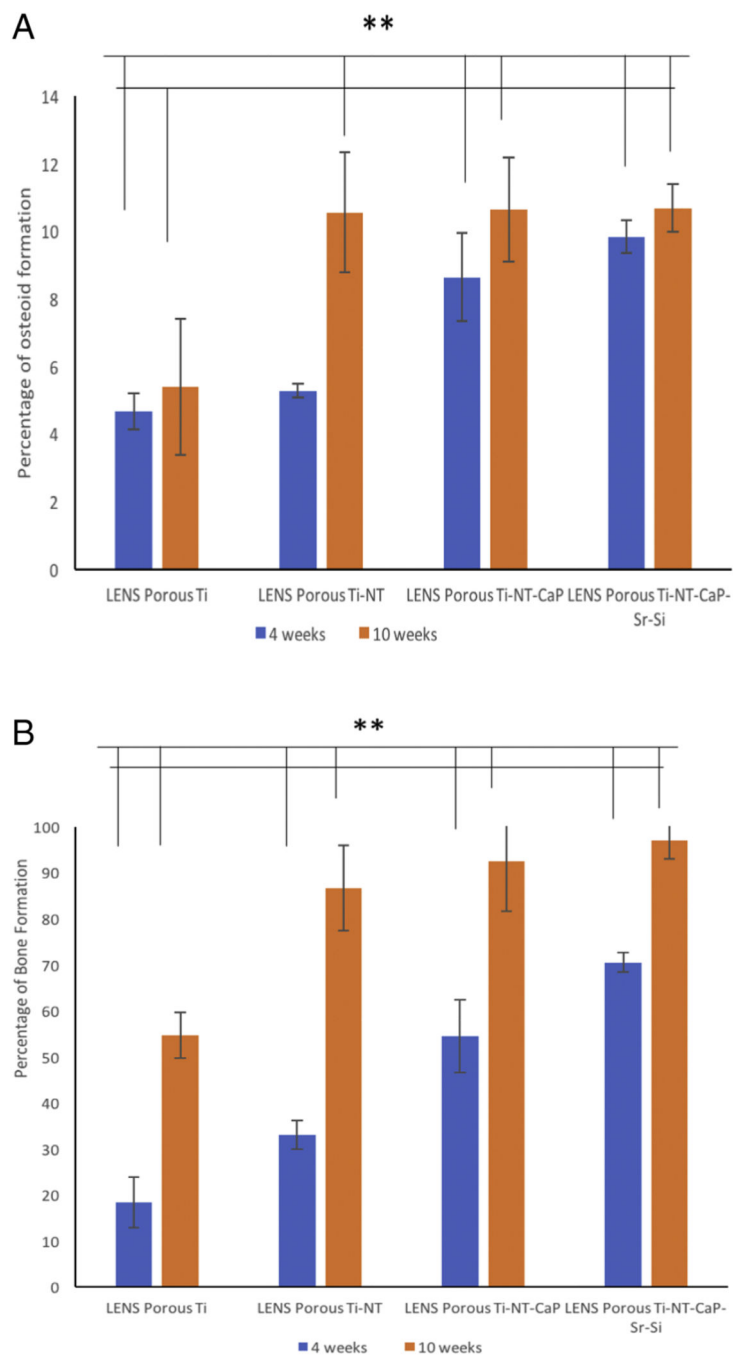 A
**
Percentage of osteoid formation
14
12
10
8
6
4
2
0
LENS Porous Ti
LENS Porous Ti-NT
LENS Porous Ti-NT-CaP
LENS Porous Ti-NT-CaP-
Sr-Si
4 weeks
10 weeks
B
**
Percentage of Bone Formation
100
90
80
70
60
50
40
30
20
10
0
LENS Porous Ti
LENS Porous Ti-NT
LENS Porous Ti-NT-CaP
LENS Porous Ti-NT-CaP-
Sr-Si
4 weeks
10 weeks